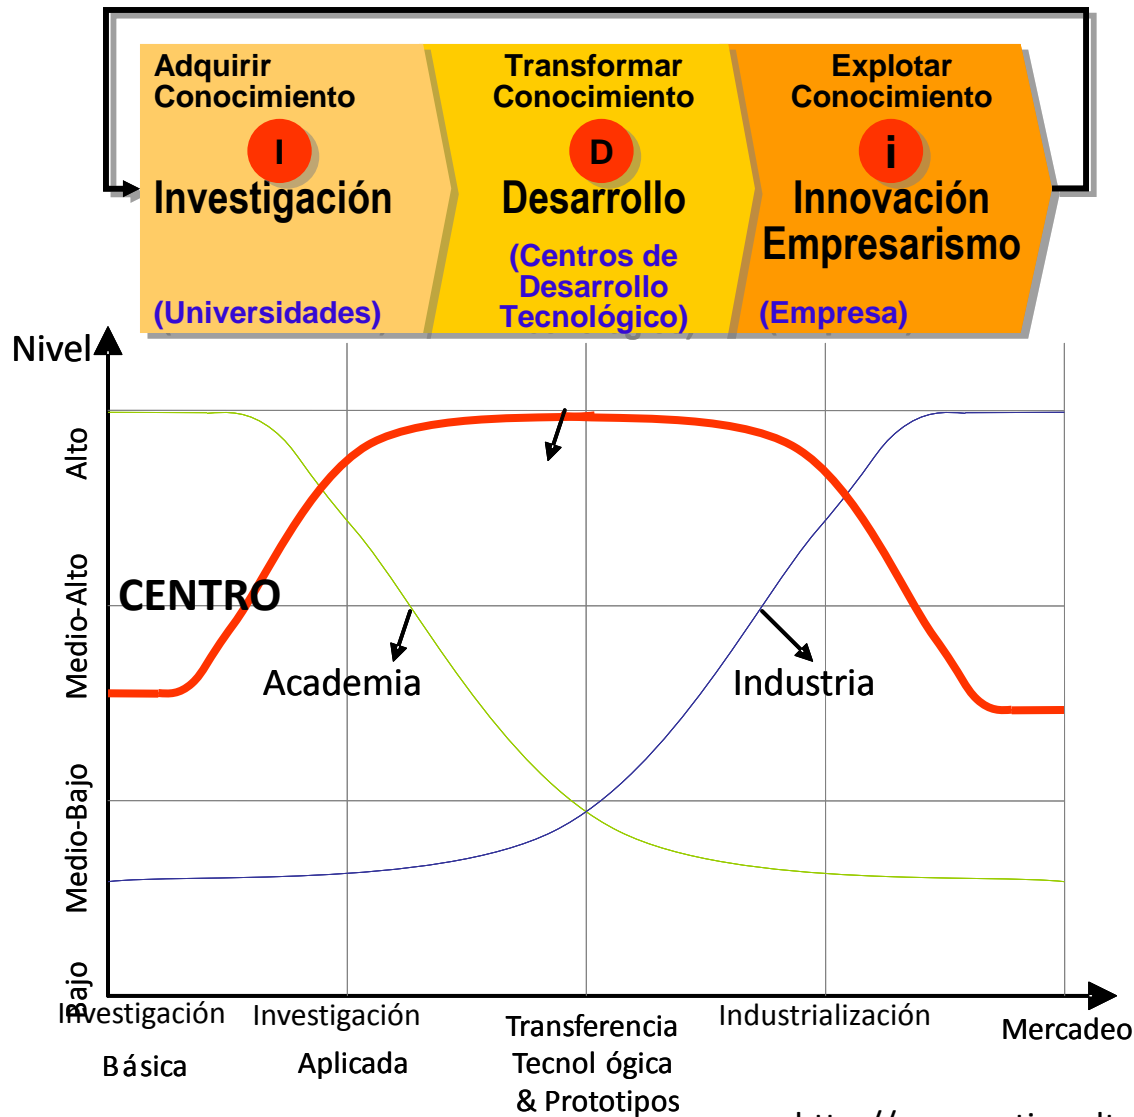 Adquirir
Conocimiento
I
Investigación
(Universidades)
Transformar
Conocimiento
D
Desarrollo
(Centros de
Desarrollo
Tecnológico)
Explotar
Conocimiento
i
Innovación
Empresarismo
(Empresa)
Nivel
Alto
Medio-Alto
Medio-Bajo
Bajo
CENTRO
Academia
Industria
Investigación
Básica
Investigación
Aplicada
Transferencia
Tecnol ógica
& Prototipos
Industrialización
Mercadeo